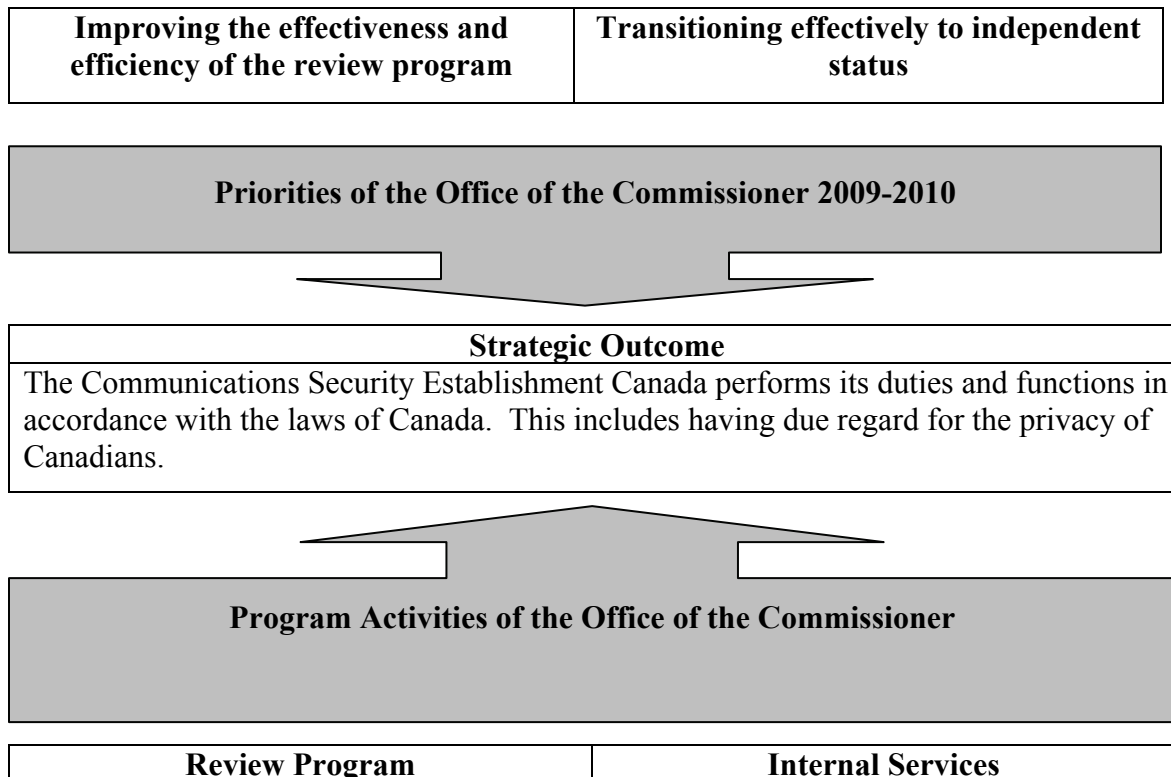 Improving the effectiveness and
efficiency of the review program
Transitioning effectively to independent
status
Priorities of the Office of the Commissioner 2009-2010
Strategic Outcome
The Communications Security Establishment Canada performs its duties and functions in
accordance with the laws of Canada.  This includes having due regard for the privacy of
Canadians.
Program Activities of the Office of the Commissioner
Review Program
Internal Services